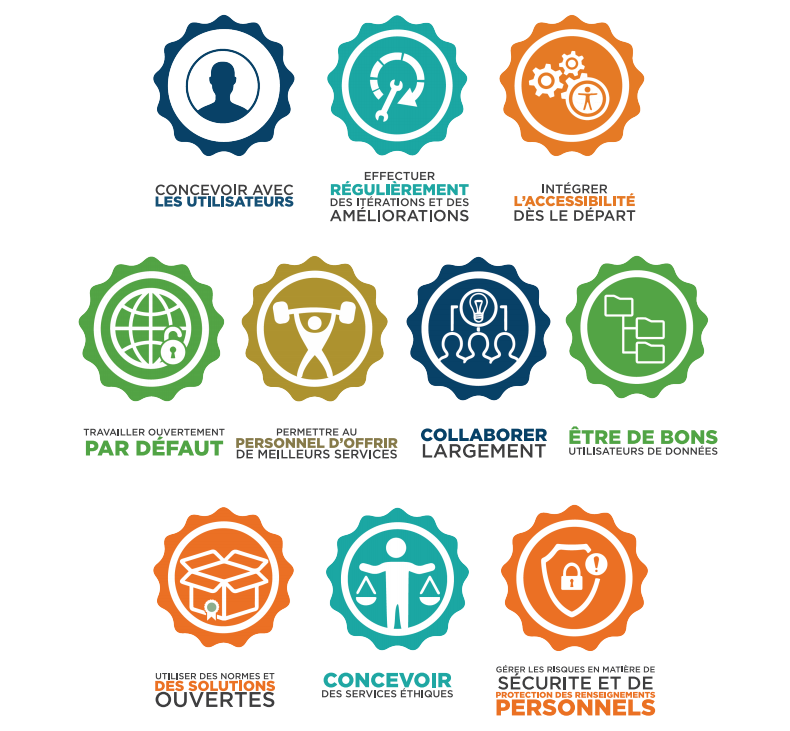 CONCEVOIR AVEC
LES UTILISATEURS
EFFECTUER
RÉGULIÈREMENT
DES ITÉRATIONS ET DES
AMÉLIORATIONS
INTÉGRER
L'ACCESSIBILITÉ
DÈS LE DÉPART
TRAVAILLER OUVERTEMENT
PAR DÉFAUT
PERMETTRE AU
PERSONNEL D'OFFRIR
DE MEILLEURS SERVICES
COLLABORER
LARGEMENT
ÊTRE DE BONS
UTILISATEURS DE DONNÉES
UTILISER DES NORMES ET
DES SOLUTIONS
OUVERTES
CONCEVOIR
DES SERVICES ÉTHIQUES
GÉRER LES RISQUES EN MATIÈRE DE
SÉCURITE ET DE
PROTECTION DES RENSEIGNEMENTS
PERSONNELS